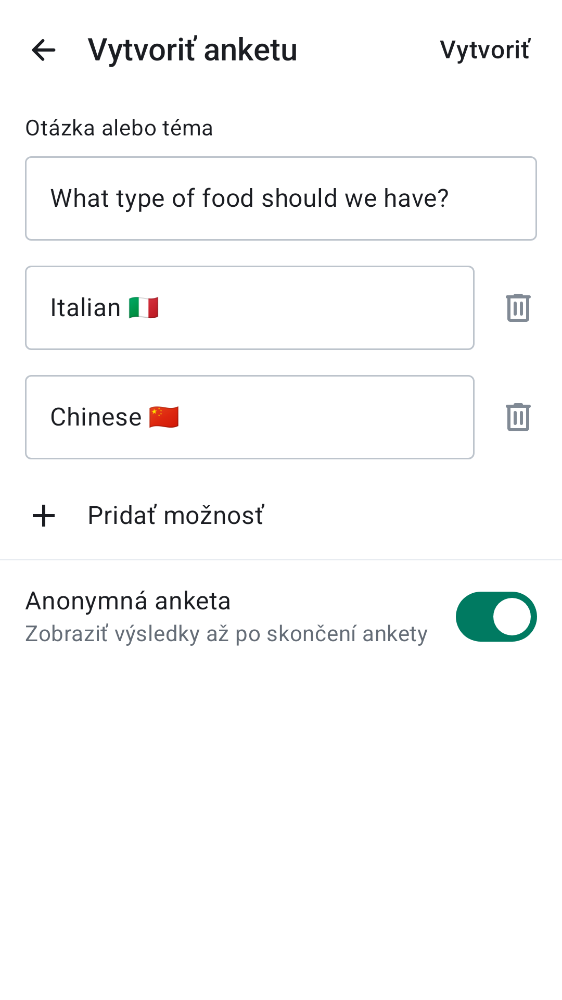 Vytvoriť anketu
Vytvoriť
Otázka alebo téma
What type of food should we have?
Italian 🇮🇹
Chinese 🇨🇳
Pridať možnosť
Anonymná anketa
Zobraziť výsledky až po skončení ankety